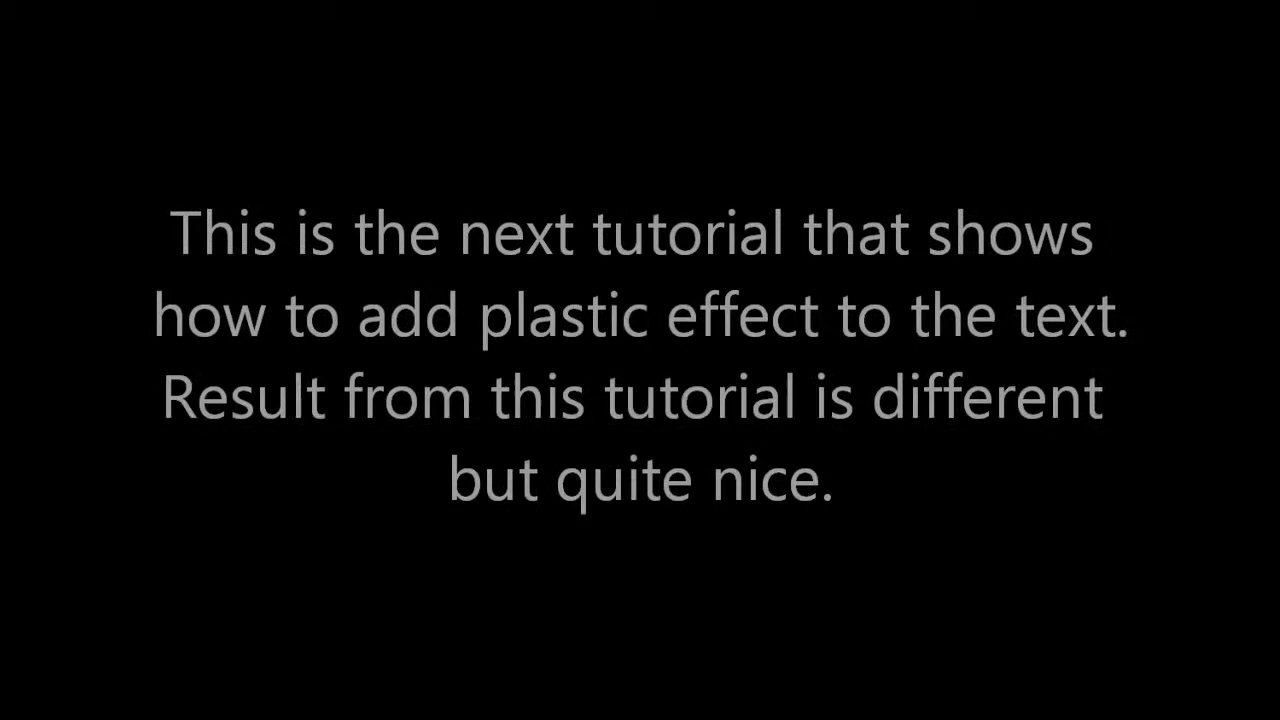 This is the next tutorial that shows
how to add plastic effect to the text.
Result from this tutorial is different
but quite nice.